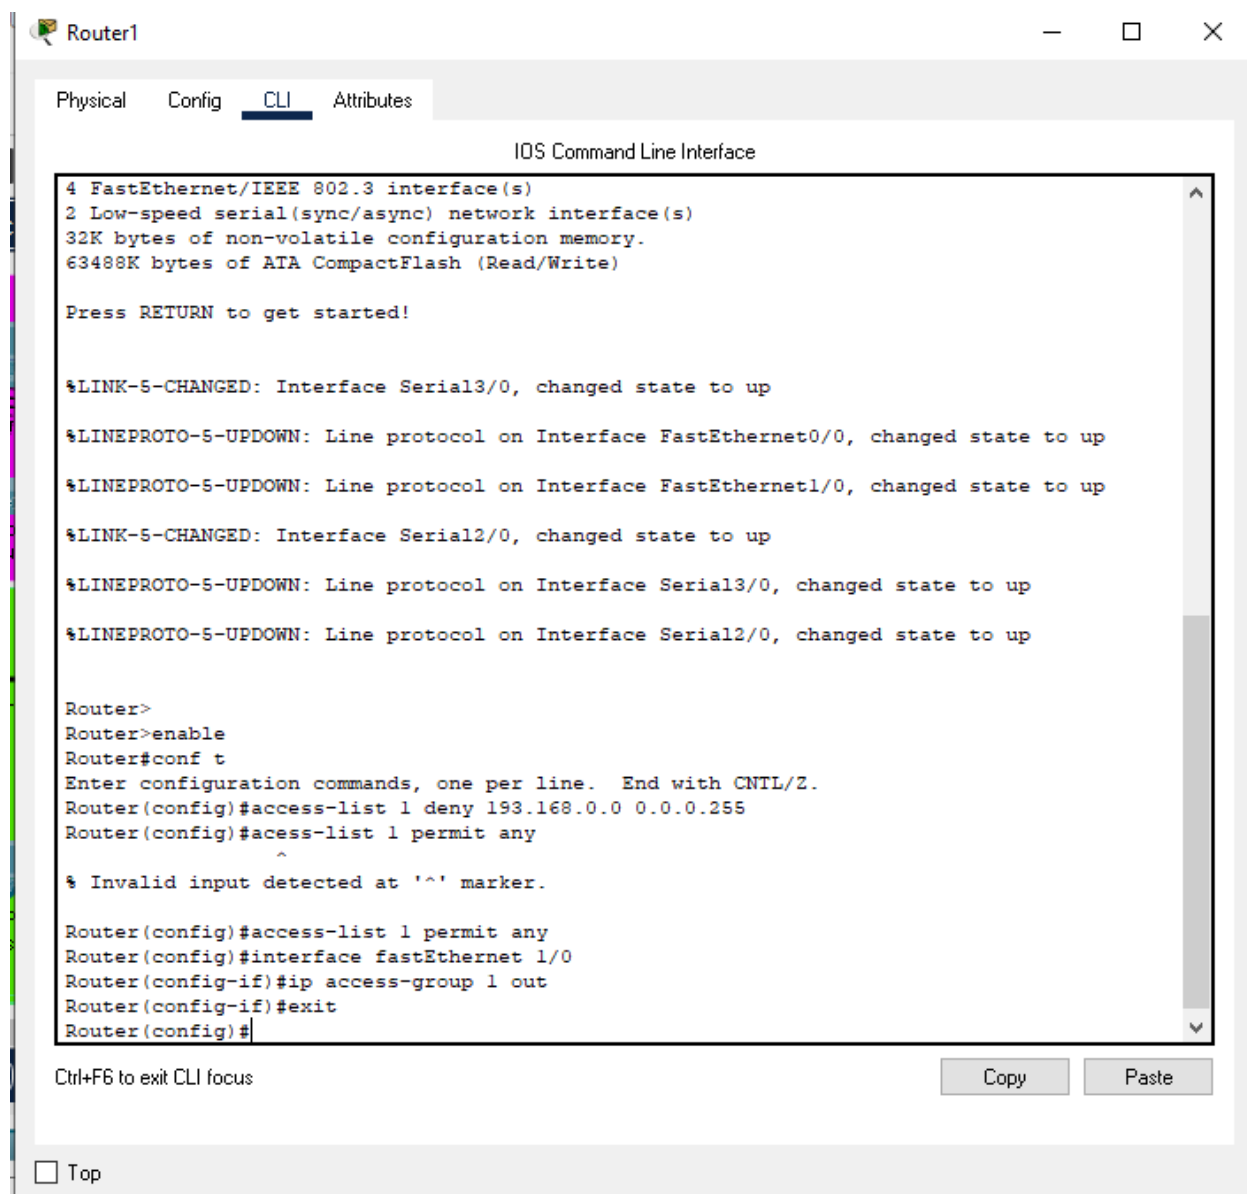 Router1
Physical Config CLI Attributes
IOS Command Line Interface
4 FastEthernet/IEEE 802.3 interface(s)
2 Low-speed serial(sync/async) network interface(s)
32K bytes of non-volatile configuration memory.
63488K bytes of ATA CompactFlash (Read/Write)
Press RETURN to get started!
%LINK-5-CHANGED: Interface Serial3/0, changed state to up
%LINEPROTO-5-UPDOWN: Line protocol on Interface FastEthernet0/0, changed state to up
%LINEPROTO-5-UPDOWN: Line protocol on Interface FastEthernet1/0, changed state to up
%LINK-5-CHANGED: Interface Serial2/0, changed state to up
%LINEPROTO-5-UPDOWN: Line protocol on Interface Serial3/0, changed state to up
%LINEPROTO-5-UPDOWN: Line protocol on Interface Serial2/0, changed state to up
Router>
Router>enable
Router#conf t
Enter configuration commands, one per line.  End with CNTL/Z.
Router(config)#access-list 1 deny 193.168.0.0 0.0.0.255
Router(config)#acess-list 1 permit any
^
% Invalid input detected at '^' marker.
Router(config)#access-list 1 permit any
Router(config)#interface fastEthernet 1/0
Router(config-if)#ip access-group 1 out
Router(config-if)#exit
Router(config)#
Ctrl+F6 to exit CLI focus
Copy Paste
Top